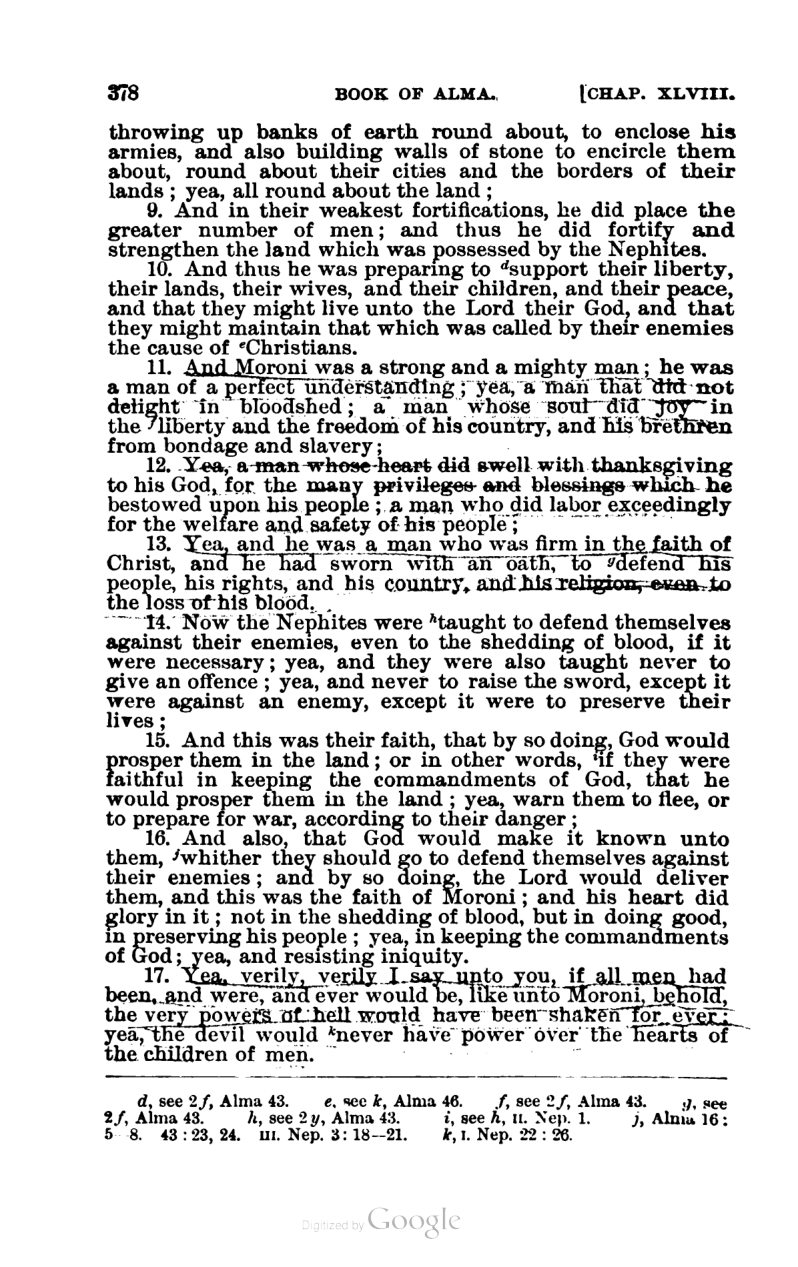 378 BOOK OF ALMA. [CHAP. XLVIII.
throwing up banks of earth round about, to enclose his
armies, and also building walls of stone to encircle them
about, round about their cities and the borders of their
lands; yea, all round about the land;
9. And in their weakest fortifications, he did place the
greater number of men; and thus he did fortify and
strengthen the land which was possessed by the Nephites.
10. And thus he was preparing to dsupport their liberty,
their lands, their wives, and their children, and their peace,
and that they might live unto the Lord their God, and that
they might maintain that which was called by their enemies
the cause of eChristians.
11. And Moroni was a strong and a mighty man; he was
a man of a perfect understanding; yea, a man that did not
delight in bloodshed; a man whose soul did joy in
the fliberty and the freedom of his country, and his brethren
from bondage and slavery;
12. Yea, a man whose heart did swell with thanksgiving
to his God, for the many privileges and blessings which he
bestowed upon his people; a man who did labor exceedingly
for the welfare and safety of his people;
13. Yea, and he was a man who was firm in the faith of
Christ, and he had sworn with an oath, to gdefend his
people, his rights, and his country, and his religion, even to
the loss of his blood.
14. Now the Nephites were htaught to defend themselves
against their enemies, even to the shedding of blood, if it
were necessary; yea, and they were also taught never to
give an offence; yea, and never to raise the sword, except it
were against an enemy, except it were to preserve their
lives;
15. And this was their faith, that by so doing, God would
prosper them in the land; or in other words, iif they were
faithful in keeping the commandments of God, that he
would prosper them in the land; yea, warn them to flee, or
to prepare for war, according to their danger;
16. And also, that God would make it known unto
them, jwhither they should go to defend themselves against
their enemies; and by so doing, the Lord would deliver
them, and this was the faith of Moroni; and his heart did
glory in it; not in the shedding of blood, but in doing good,
in preserving his people; yea, in keeping the commandments
of God; yea, and resisting iniquity.
17. Yea, verily, verily I say unto you, if all men had
been, and were, and ever would be, like unto Moroni, behold,
the very powers of hell would have been shaken for ever;
yea, the devil would knever have power over the hearts of
the children of men.
d, see 2f, Alma 43. e, see k, Alma 46. f, see 2f, Alma 43. g, see
2f, Alma 43. h, see 2y, Alma 43. i, see h, II. Nep. 1. j, Alma 16:
5—8. 43:23, 24. III. Nep. 3:18—21. k, I. Nep. 22:26.
Digitized by Google